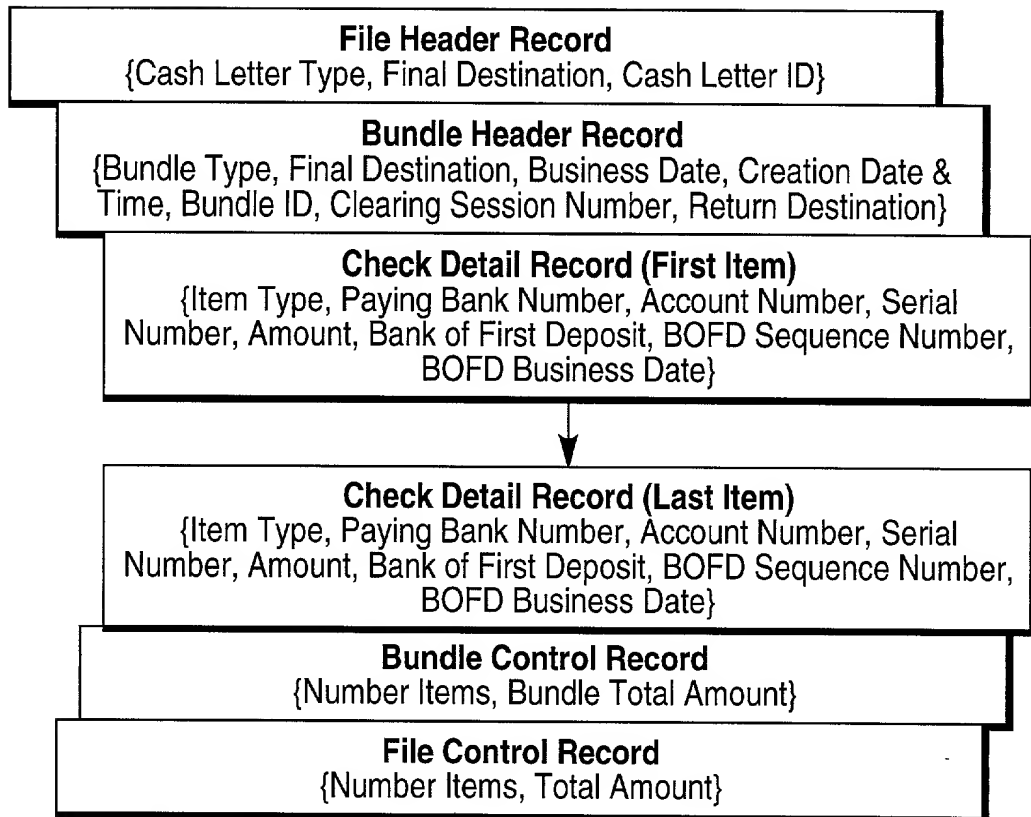 File Header Record
{Cash Letter Type, Final Destination, Cash Letter ID}
Bundle Header Record
{Bundle Type, Final Destination, Business Date, Creation Date &
Time, Bundle ID, Clearing Session Number, Return Destination}
Check Detail Record (First Item)
{Item Type, Paying Bank Number, Account Number, Serial
Number, Amount, Bank of First Deposit, BOFD Sequence Number,
BOFD Business Date}
Check Detail Record (Last Item)
{Item Type, Paying Bank Number, Account Number, Serial
Number, Amount, Bank of First Deposit, BOFD Sequence Number,
BOFD Business Date}
Bundle Control Record
{Number Items, Bundle Total Amount}
File Control Record
{Number Items, Total Amount}